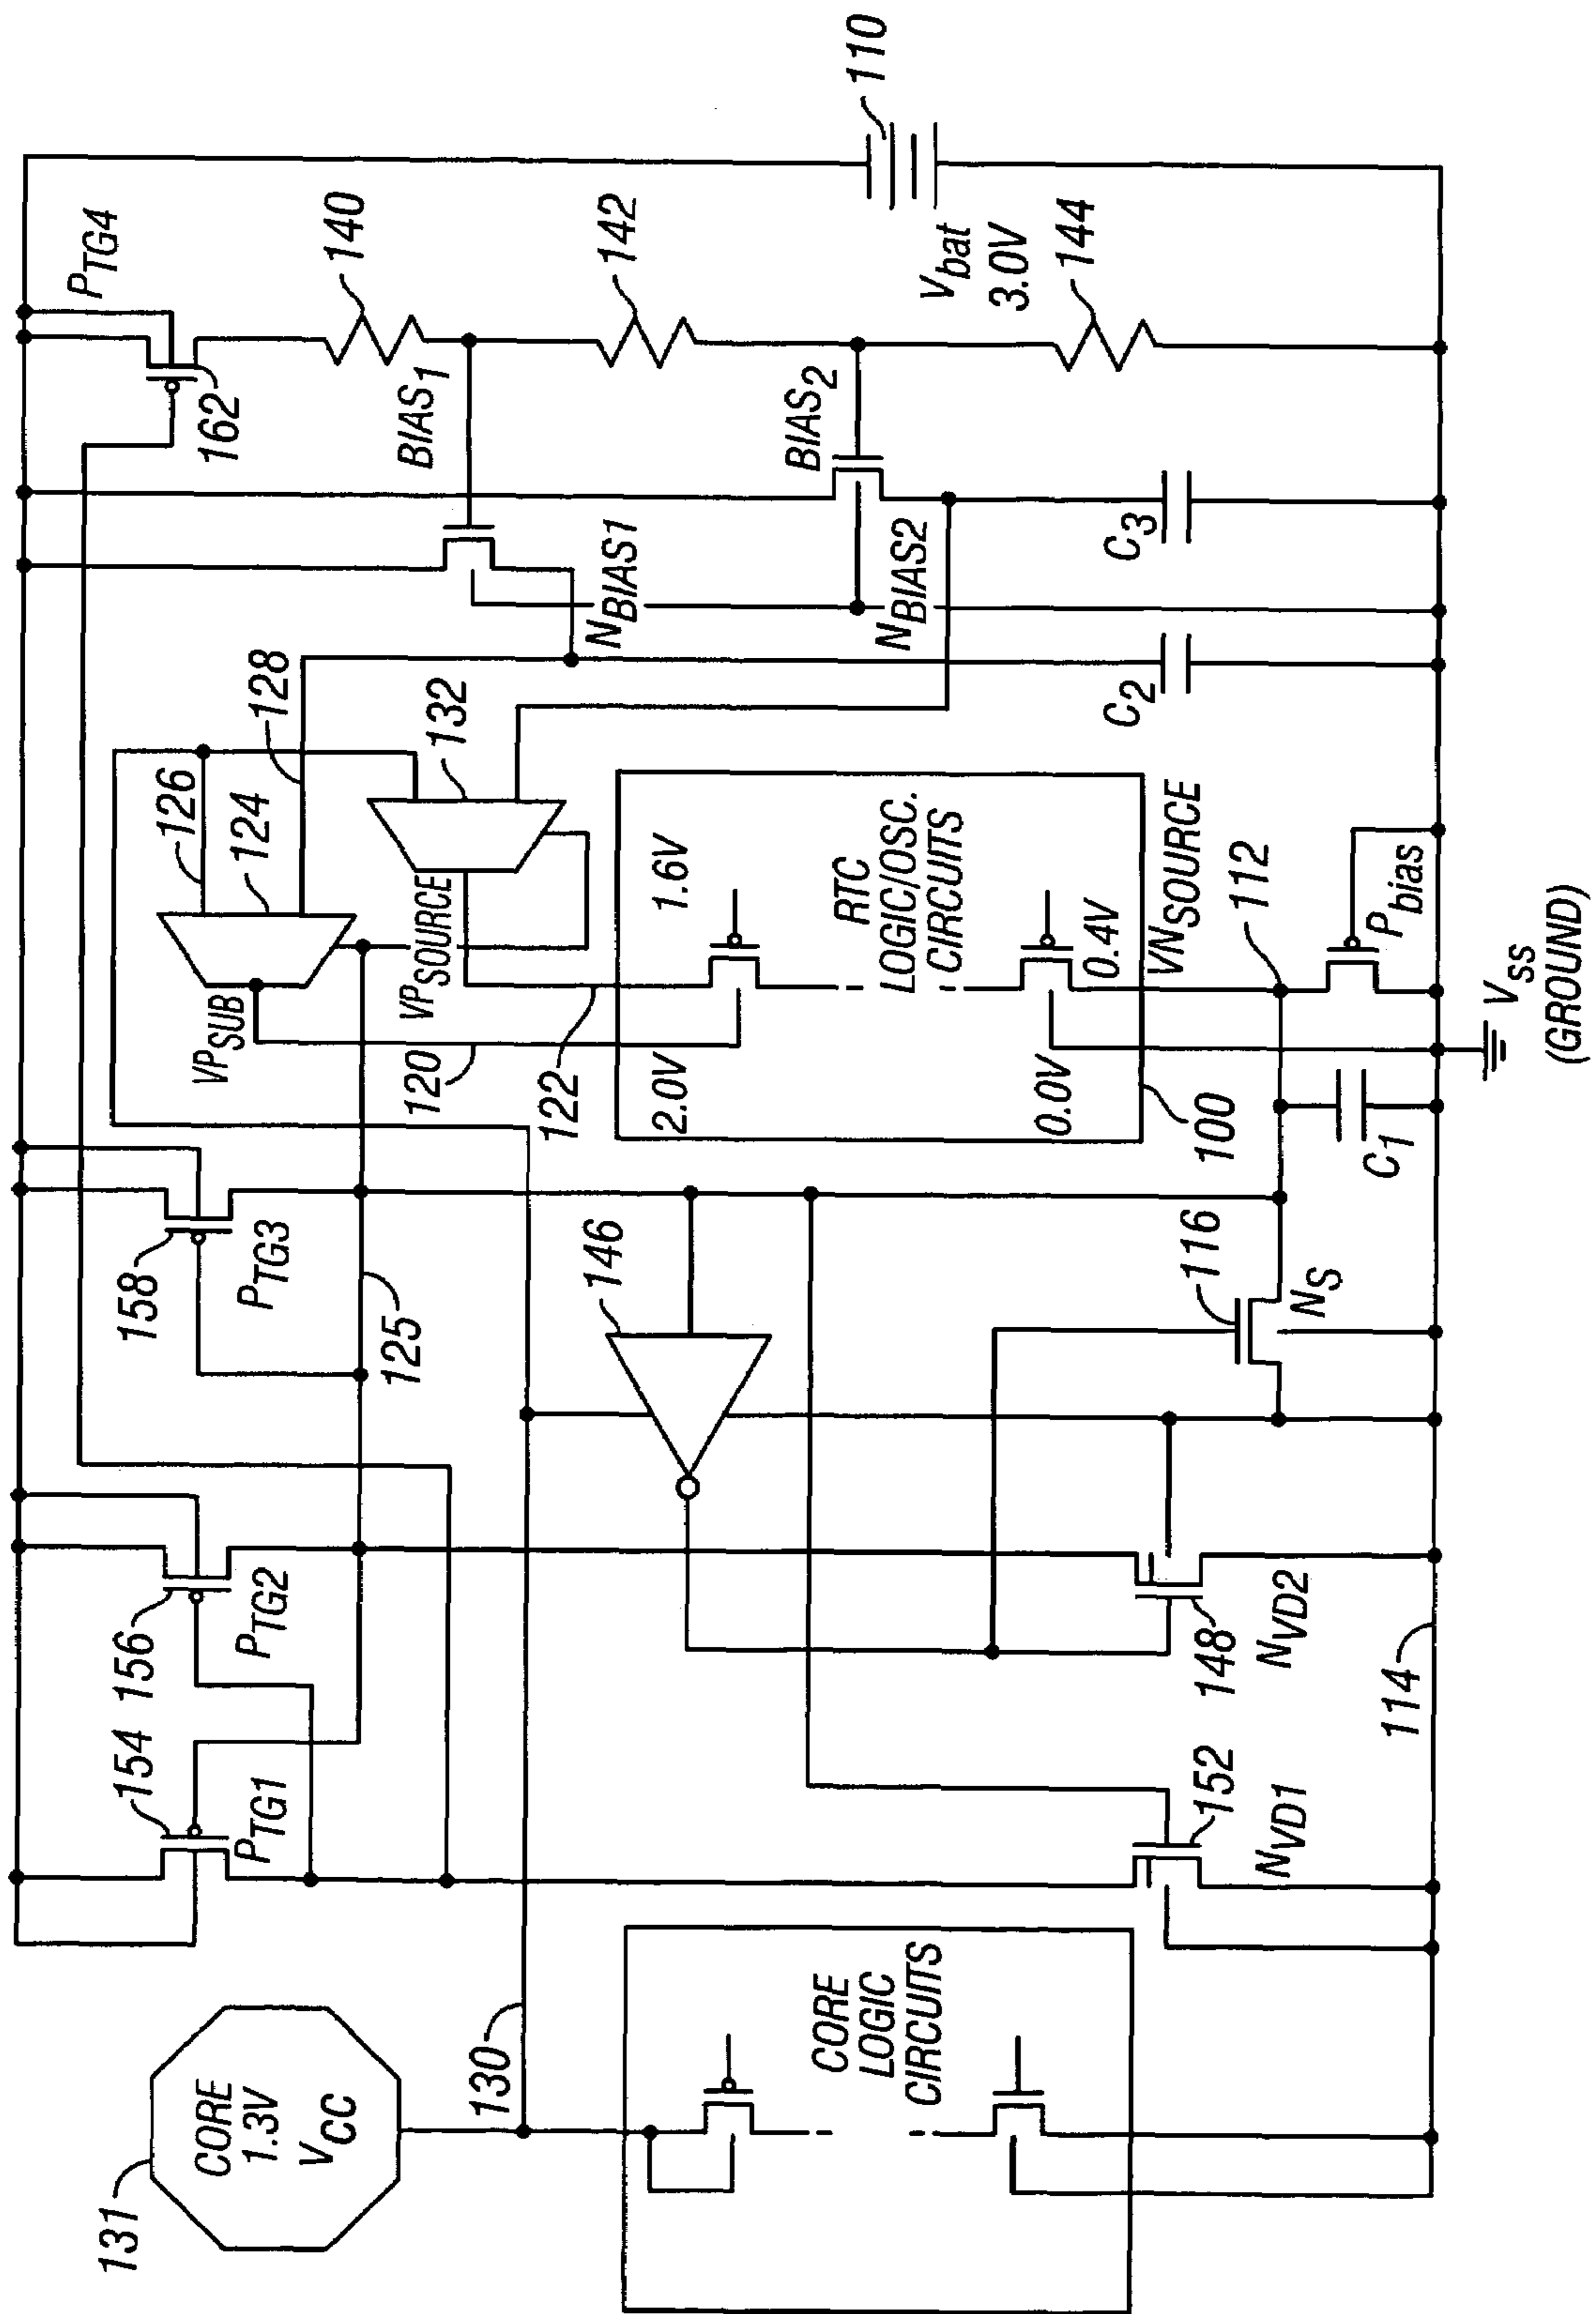 131
CORE
1.3V
VCC
154
PTG1
156
PTG2
158
PTG3
PTG4
162
140
BIAS1
142
BIAS2
144
Vbat
3.0V
110
130
125
126
124
128
132
VPSUB
VPSOURCE
120
122
NBIAS1
NBIAS2
C3
C2
2.0V
1.6V
RTC
LOGIC/OSC.
CIRCUITS
0.0V
0.4V
100
VNSOURCE
112
Pbias
C1
116
NS
146
148
NVD2
152
NVD1
114
CORE
LOGIC
CIRCUITS
Vss
(GROUND)